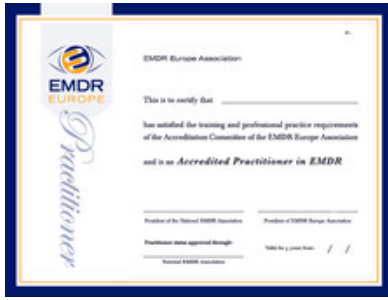 EMDR Europe Association
EMDR
EUROPE
Practitioner
This is to certify that
has satisfied the training and professional practice requirements
of the Accreditation Committee of the EMDR Europe Association
and is an Accredited Practitioner in EMDR
President of the National EMDR Association
President of EMDR Europe Association
Practitioner status approved through:
Valid for 5 years from: / /
National EMDR Association